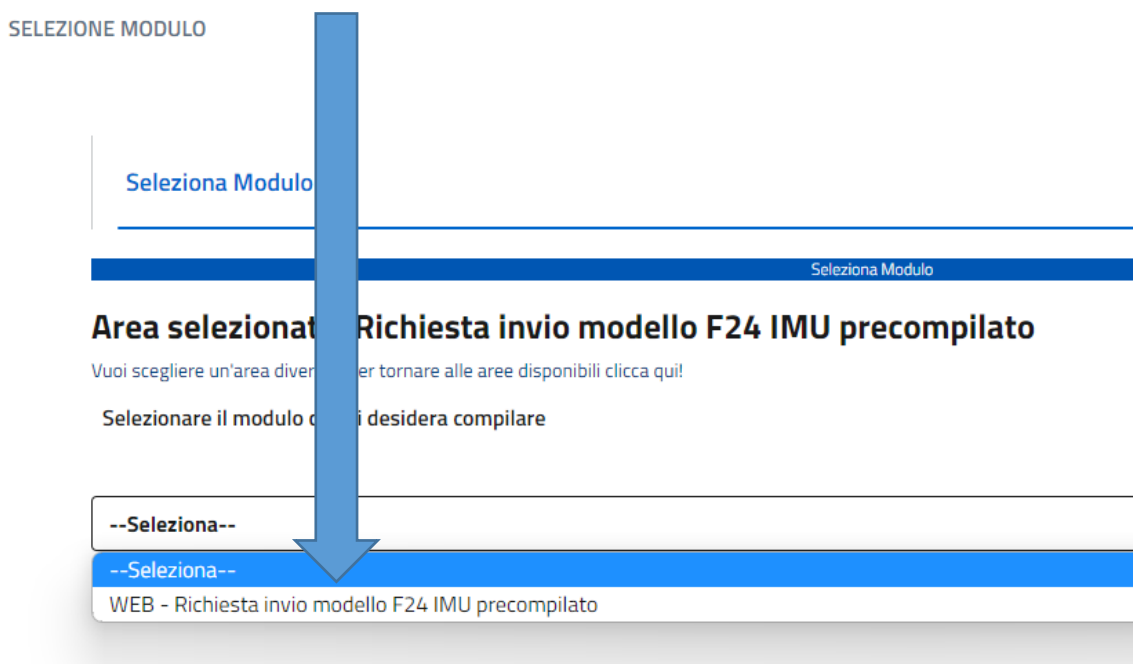 SELEZIONE MODULO
Seleziona Modulo
Seleziona Modulo
Area selezionat Richiesta invio modello F24 IMU precompilato
Vuoi scegliere un'area diver er tornare alle aree disponibili clicca qui!
Selezionare il modulo i desidera compilare
--Seleziona--
--Seleziona--
WEB - Richiesta invio modello F24 IMU precompilato